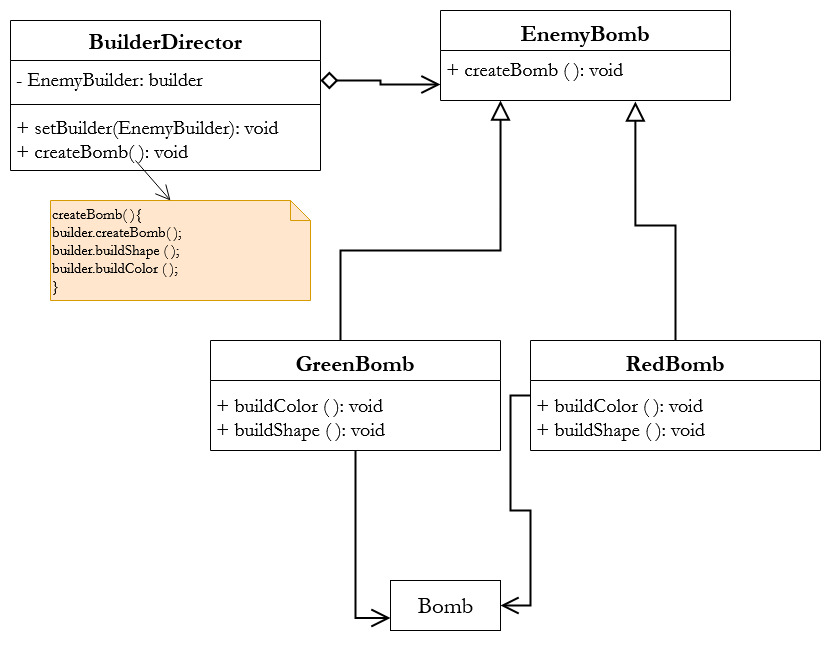 BuilderDirector
- EnemyBuilder: builder
+ setBuilder(EnemyBuilder): void
+ createBomb(): void
createBomb(){
builder.createBomb();
builder.buildShape ();
builder.buildColor ();
}
EnemyBomb
+ createBomb (): void
GreenBomb
+ buildColor (): void
+ buildShape (): void
RedBomb
+ buildColor (): void
+ buildShape (): void
Bomb